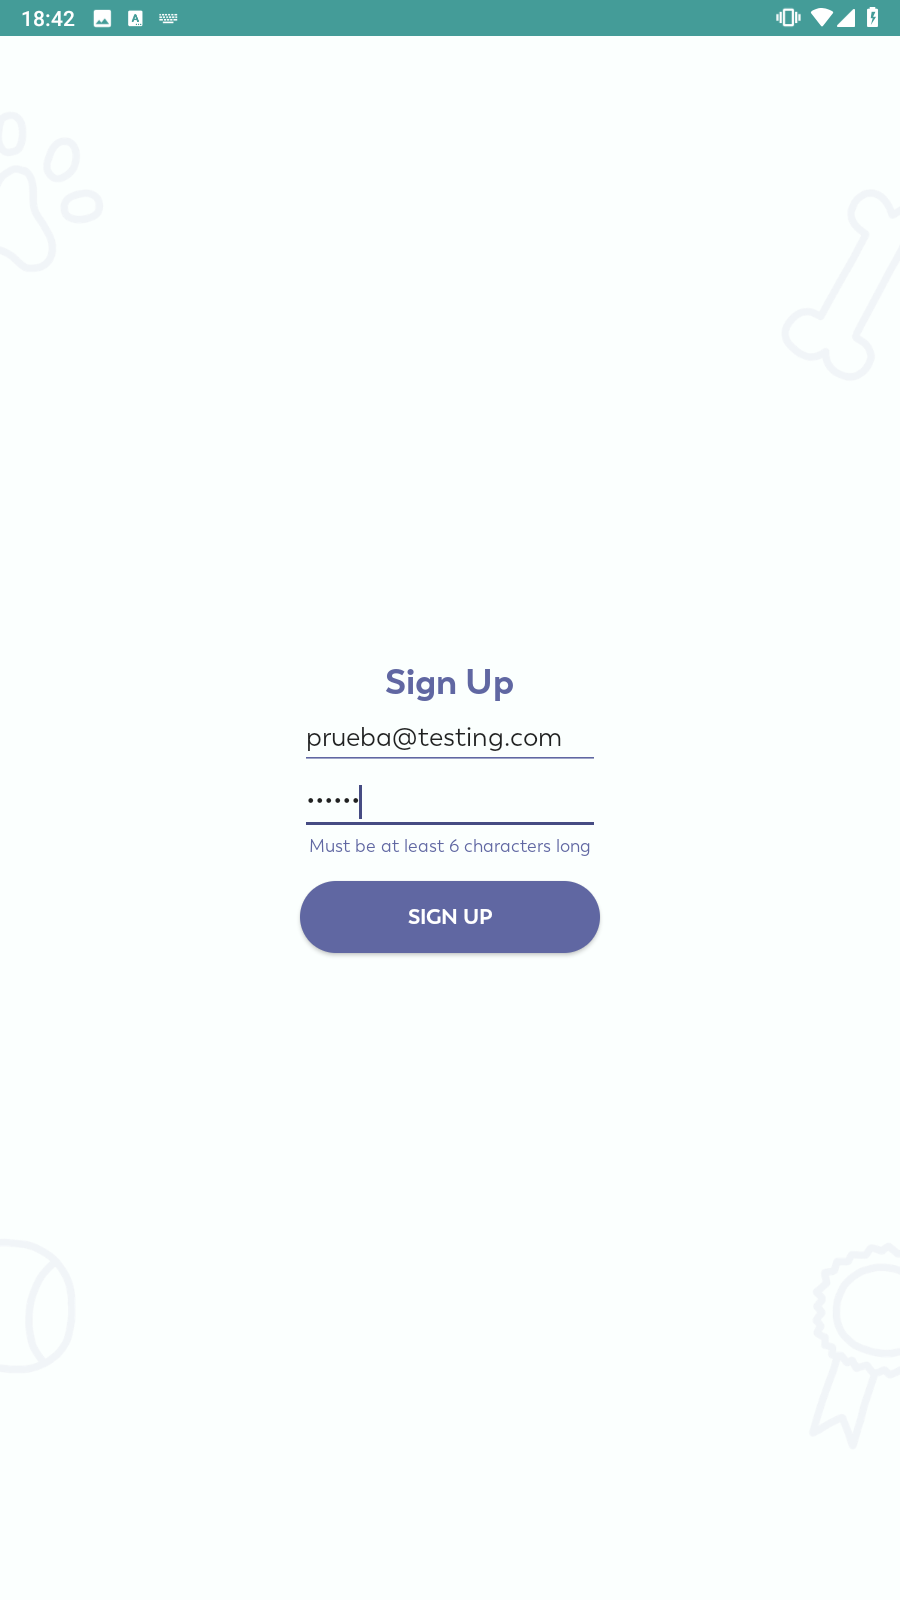 18:42
Sign Up
prueba@testing.com
••••••
Must be at least 6 characters long
SIGN UP